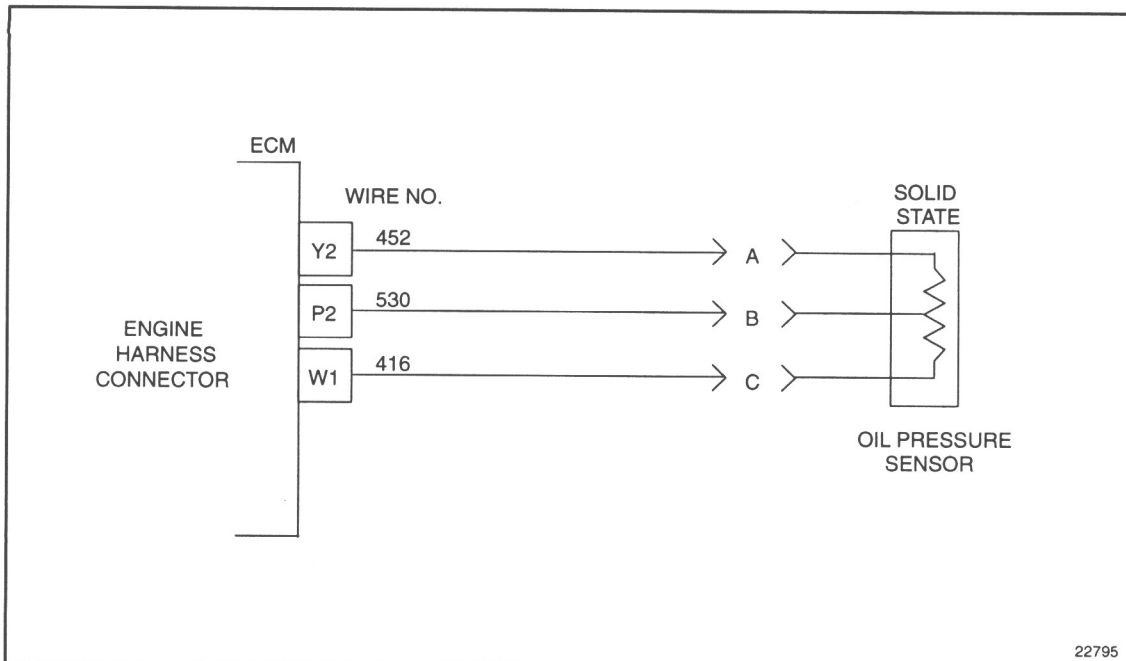 ECM
WIRE NO.
Y2
452
P2
530
W1
416
ENGINE
HARNESS
CONNECTOR
A
B
C
SOLID
STATE
OIL PRESSURE
SENSOR
22795